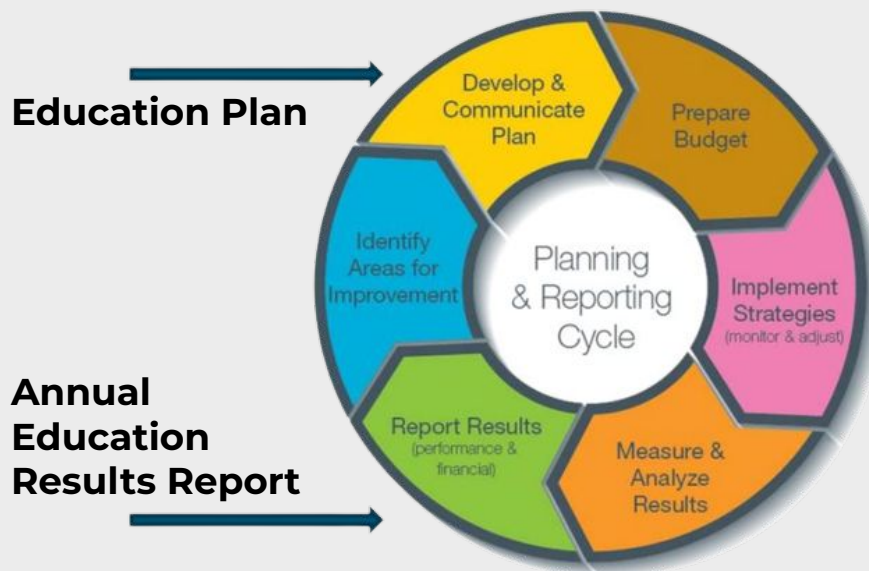 Education Plan
Develop &
Communicate
Plan
Prepare
Budget
Identify
Areas for
Improvement
Planning
& Reporting
Cycle
Implement
Strategies
(monitor & adjust)
Annual
Education
Results Report
Report Results
(performance &
financial)
Measure &
Analyze
Results